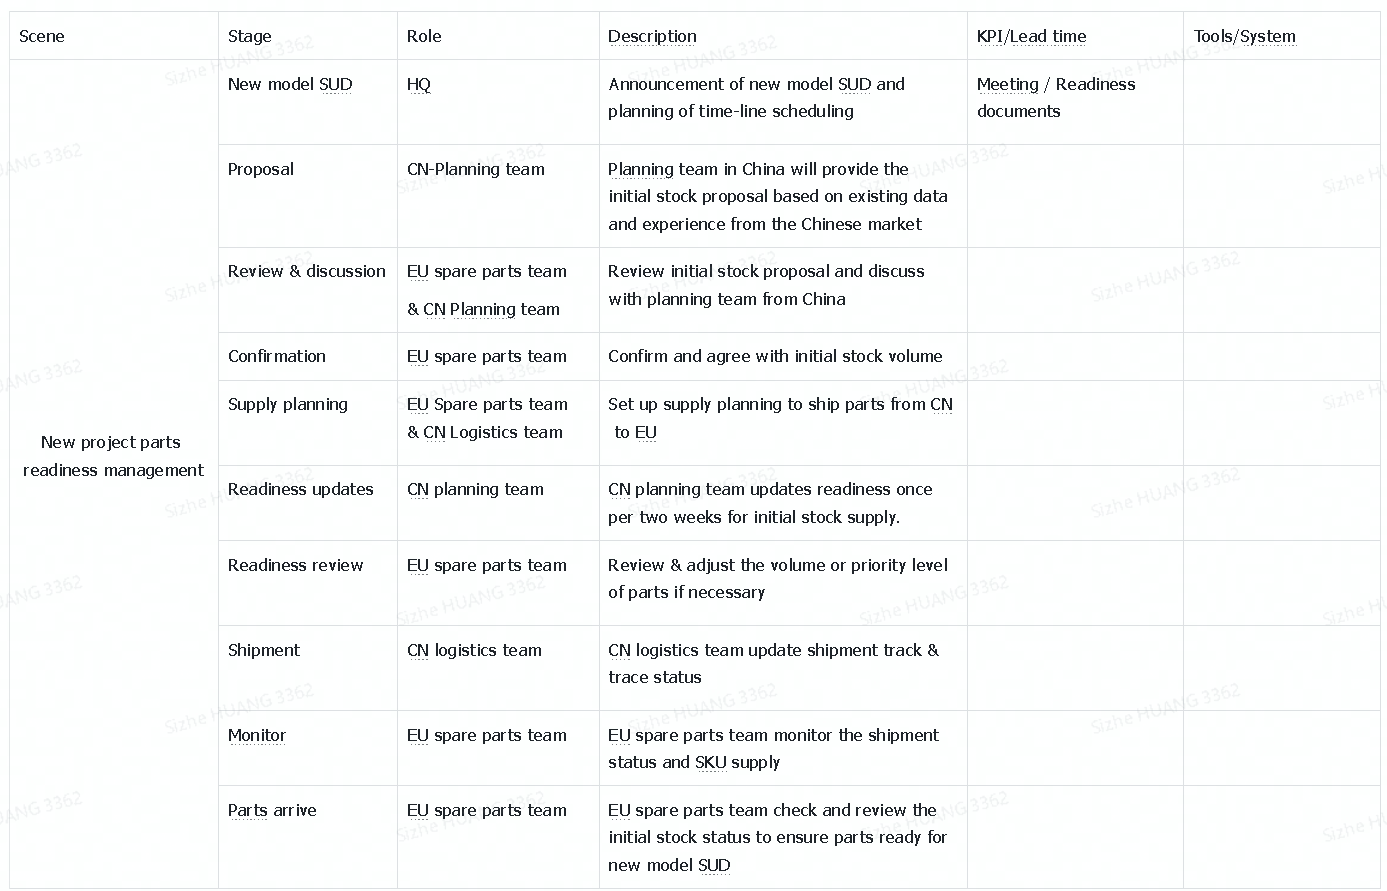 Scene
Stage
Role
Description
KPI/Lead time
Tools/System
New project parts
readiness management
New model SUD
HQ
Announcement of new model SUD and
planning of time-line scheduling
Meeting / Readiness
documents
Proposal
CN-Planning team
Planning team in China will provide the
initial stock proposal based on existing data
and experience from the Chinese market
Review & discussion
EU spare parts team
& CN Planning team
Review initial stock proposal and discuss
with planning team from China
Confirmation
EU spare parts team
Confirm and agree with initial stock volume
Supply planning
EU Spare parts team
& CN Logistics team
Set up supply planning to ship parts from CN
to EU
Readiness updates
CN planning team
CN planning team updates readiness once
per two weeks for initial stock supply.
Readiness review
EU spare parts team
Review & adjust the volume or priority level
of parts if necessary
Shipment
CN logistics team
CN logistics team update shipment track &
trace status
Monitor
EU spare parts team
EU spare parts team monitor the shipment
status and SKU supply
Parts arrive
EU spare parts team
EU spare parts team check and review the
initial stock status to ensure parts ready for
new model SUD
Sizhe HUANG 3362